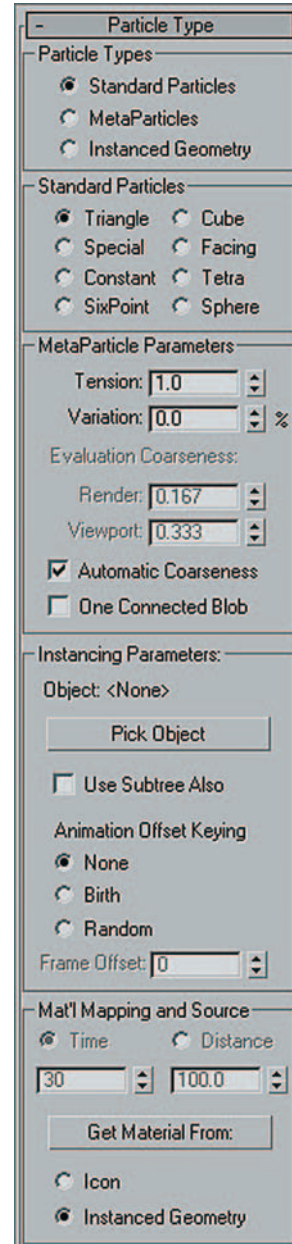 - Particle Type
Particle Types
Standard Particles
MetaParticles
Instanced Geometry
Standard Particles
Triangle Cube
Special Facing
Constant Tetra
SixPoint Sphere
MetaParticle Parameters
Tension: 1.0
Variation: 0.0 %
Evaluation Coarseness:
Render: 0.167
Viewport: 0.333
Automatic Coarseness
One Connected Blob
Instancing Parameters:
Object: <None>
Pick Object
Use Subtree Also
Animation Offset Keying
None
Birth
Random
Frame Offset: 0
Mat'l Mapping and Source
Time Distance
30 100.0
Get Material From:
Icon
Instanced Geometry